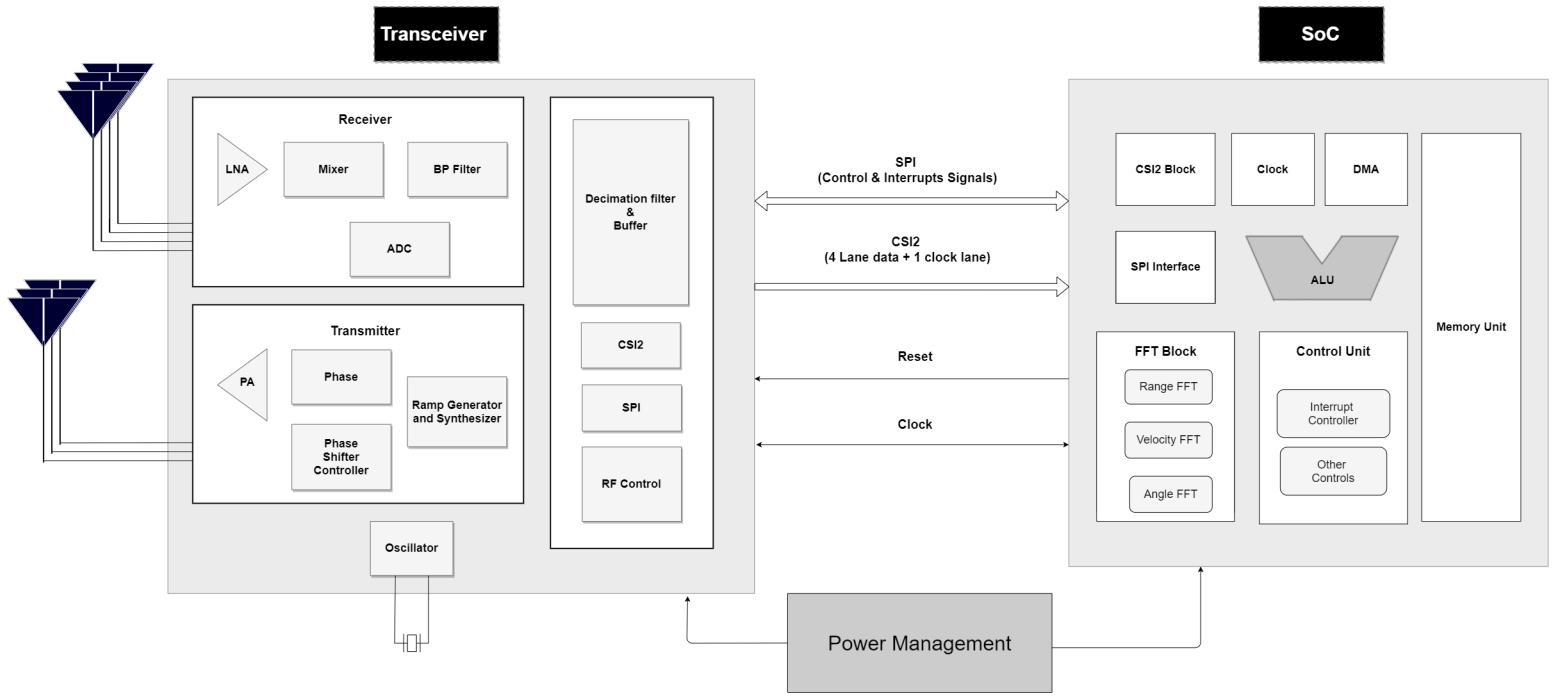 Transceiver
SoC
Receiver
LNA
Mixer
BP Filter
ADC
Transmitter
PA
Phase
Ramp Generator
and Synthesizer
Phase
Shifter
Controller
Oscillator
Decimation filter
&
Buffer
CSI2
SPI
RF Control
SPI
(Control & Interrupts Signals)
CSI2
(4 Lane data + 1 clock lane)
Reset
Clock
CSI2 Block
Clock
DMA
SPI Interface
ALU
Memory Unit
FFT Block
Range FFT
Velocity FFT
Angle FFT
Control Unit
Interrupt
Controller
Other
Controls
Power Management